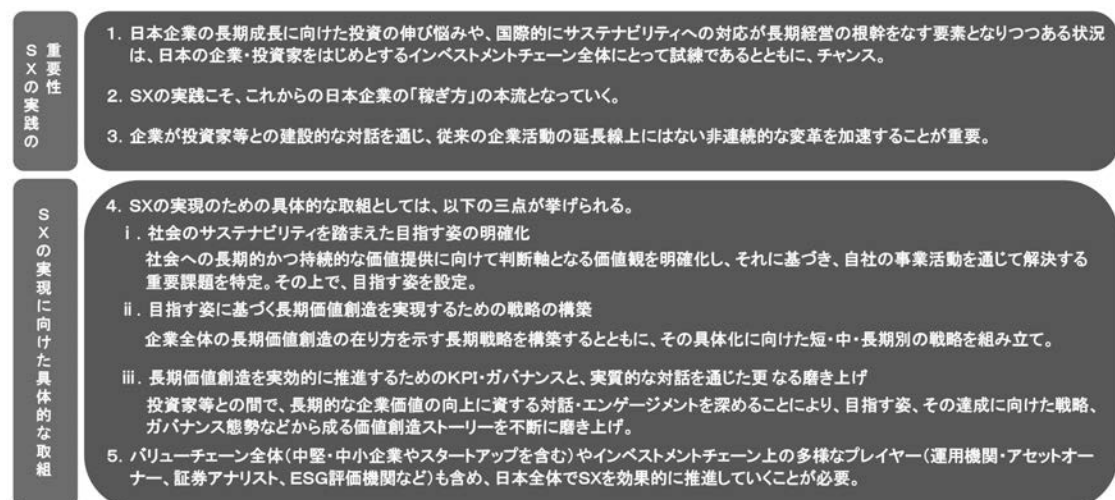 SXの実践の
重要性
1. 日本企業の長期成長に向けた投資の伸び悩みや、国際的にサステナビリティへの対応が長期経営の根幹をなす要素となりつつある状況
は、日本の企業・投資家をはじめとするインベストメントチェーン全体にとって試練であるとともに、チャンス。
2. SXの実践こそ、これからの日本企業の「稼ぎ方」の本流となっていく。
3. 企業が投資家等との建設的な対話を通じ、従来の企業活動の延長線上にはない非連続的な変革を加速することが重要。
SXの実現に向けた具体的な取組
4. SXの実現のための具体的な取組としては、以下の三点が挙げられる。
ⅰ. 社会のサステナビリティを踏まえた目指す姿の明確化
社会への長期的かつ持続的な価値提供に向けて判断軸となる価値観を明確化し、それに基づき、自社の事業活動を通じて解決する
重要課題を特定。その上で、目指す姿を設定。
ⅱ. 目指す姿に基づく長期価値創造を実現するための戦略の構築
企業全体の長期価値創造の在り方を示す長期戦略を構築するとともに、その具体化に向けた短・中・長期別の戦略を組み立て。
ⅲ. 長期価値創造を実効的に推進するためのKPI・ガバナンスと、実質的な対話を通じた更 なる磨き上げ
投資家等との間で、長期的な企業価値の向上に資する対話・エンゲージメントを深めることにより、目指す姿、その達成に向けた戦略、
ガバナンス態勢などから成る価値創造ストーリーを不断に磨き上げ。
5. バリューチェーン全体（中堅・中小企業やスタートアップを含む）やインベストメントチェーン上の多様なプレイヤー（運用機関・アセットオー
ナー、証券アナリスト、ESG評価機関など）も含め、日本全体でSXを効果的に推進していくことが必要。